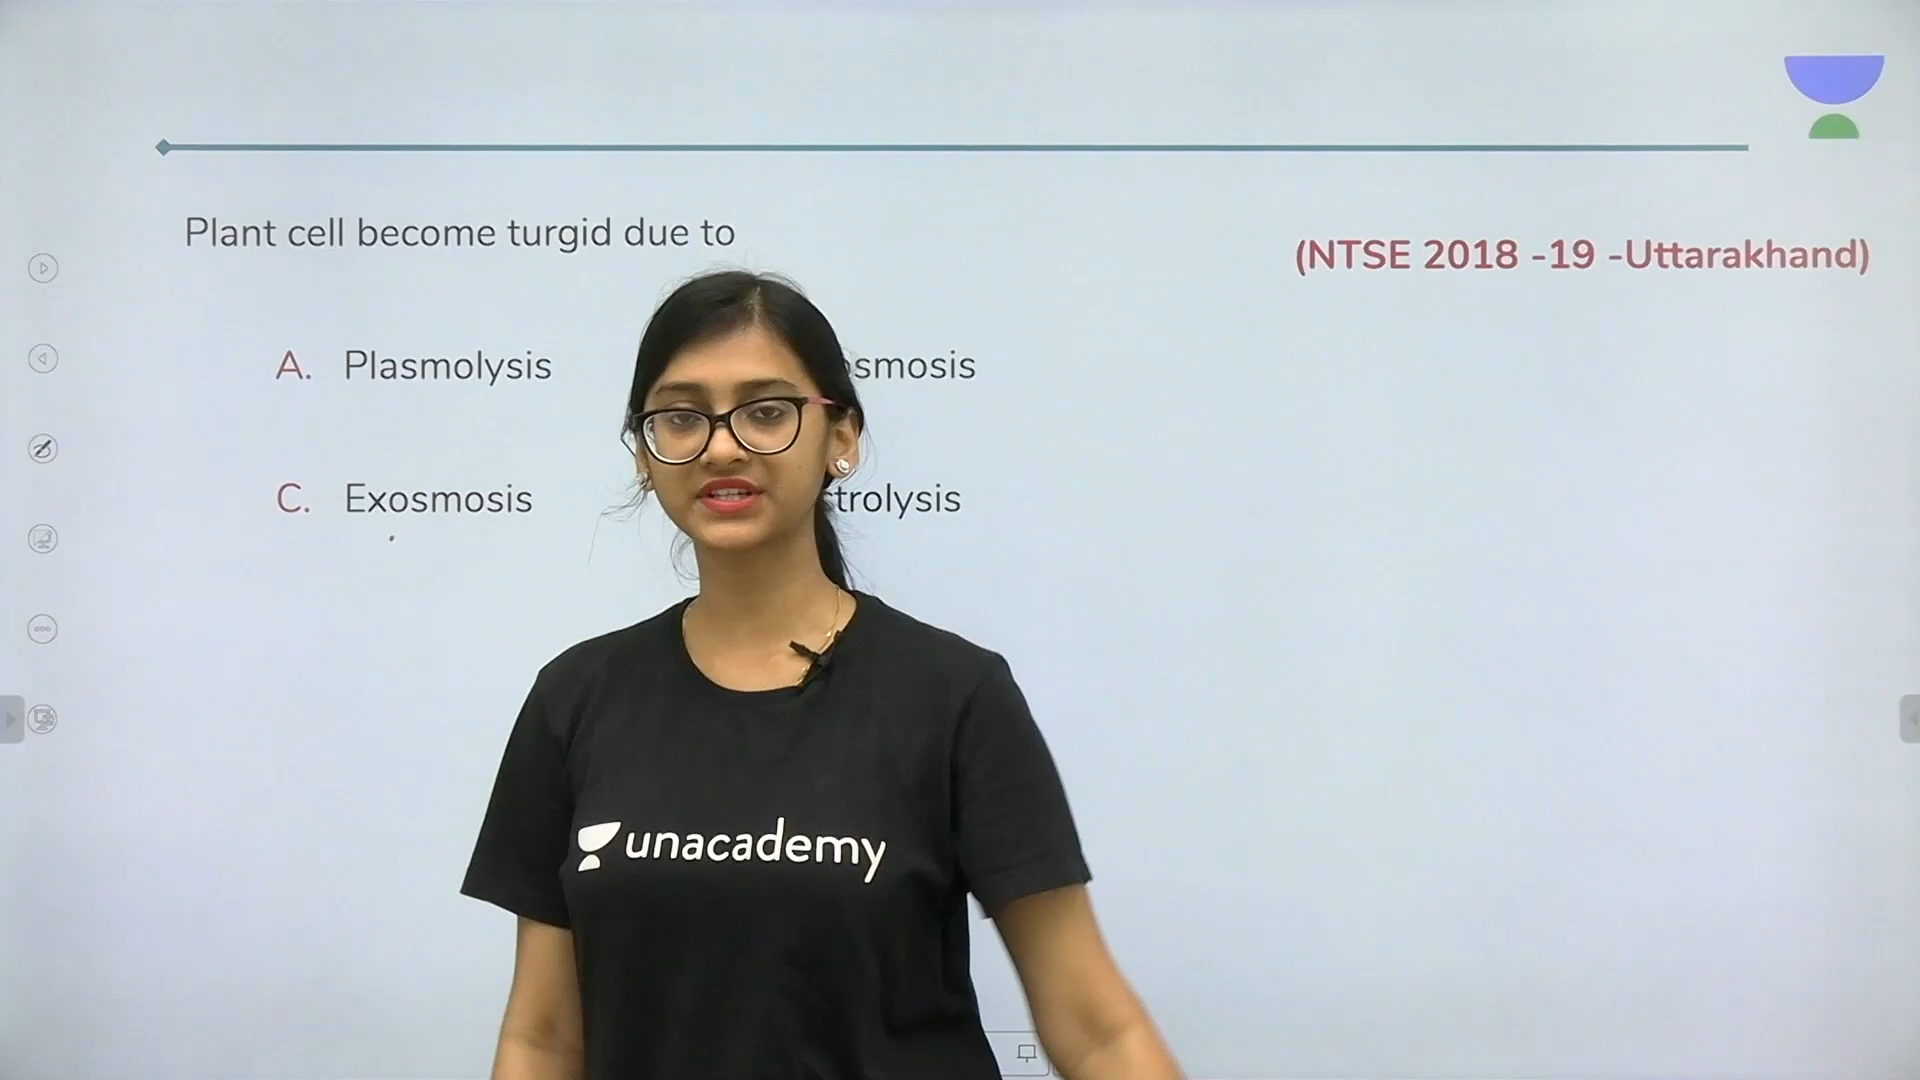 Plant cell become turgid due to
(NTSE 2018 -19 -Uttarakhand)
A. Plasmolysis
C. Exosmosis
unacademy